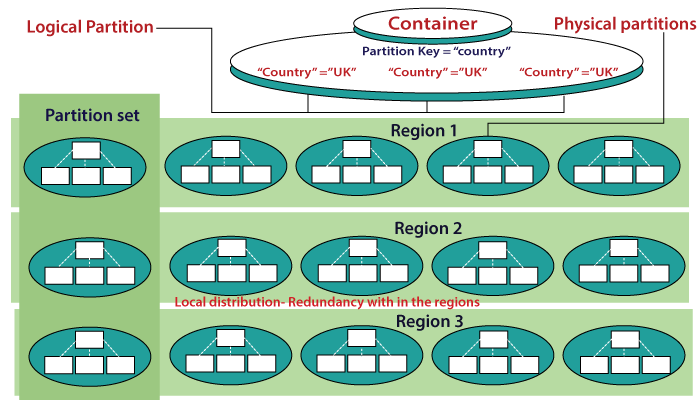 Container
Physical partitions
Logical Partition
Partition Key = “country”
“Country” =”UK”
“Country” =”UK”
“Country” =”UK”
Partition set
Region 1
Region 2
Local distribution- Redundancy with in the regions
Region 3